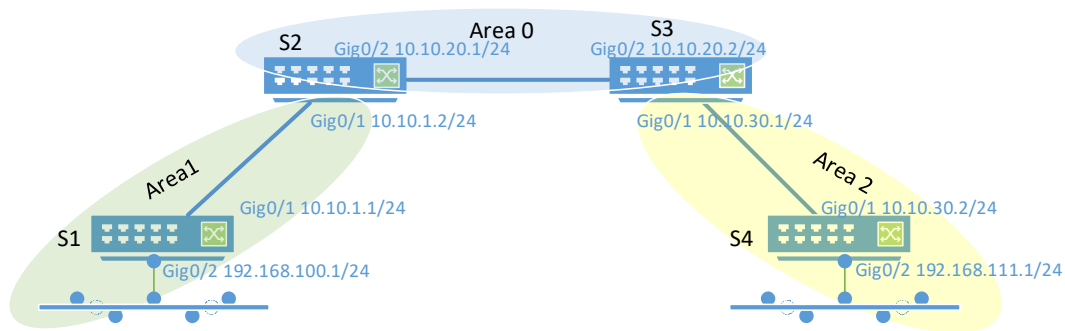 Area 0
S2
S3
Gig0/2 10.10.20.1/24
Gig0/2 10.10.20.2/24
Gig0/1 10.10.1.2/24
Gig0/1 10.10.30.1/24
Area1
Area 2
Gig0/1 10.10.1.1/24
Gig0/1 10.10.30.2/24
S1
S4
Gig0/2 192.168.100.1/24
Gig0/2 192.168.111.1/24